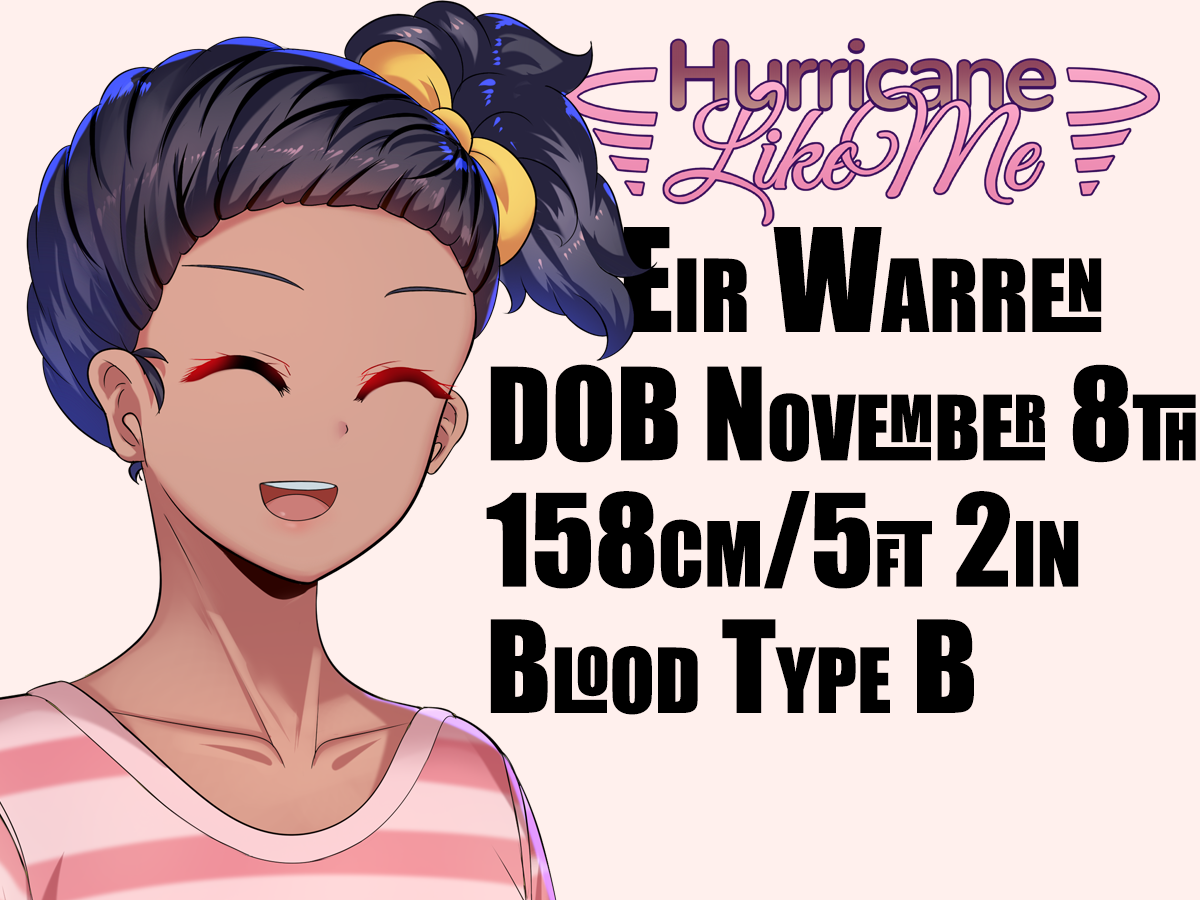 Hurricane
Like Me
Eir Warren
DOB November 8th
158cm/5ft 2in
Blood Type B